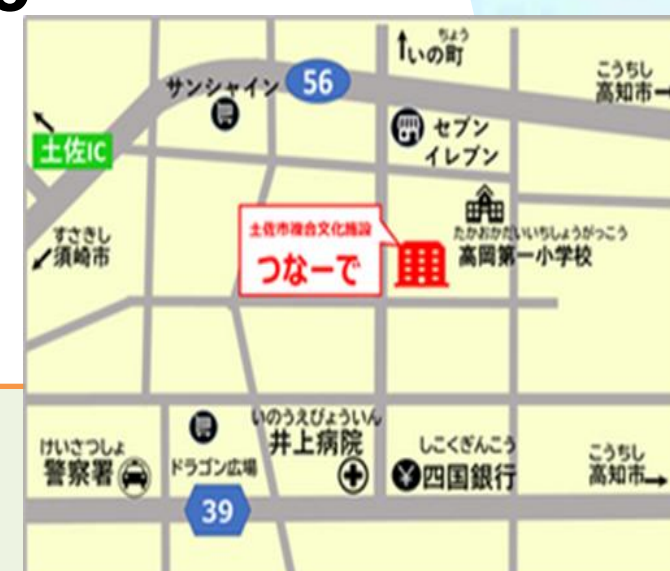 ちょう
いの町
サンシャイン
56
こうちし
高知市
土佐IC
セブン
イレブン
すさきし
須崎市
土佐市複合文化施設
つなーで
たかおかだいいちしょうがっこう
高岡第一小学校
けいさつしょ
警察署
ドラゴン広場
いのうえびょういん
井上病院
しこくぎんこう
四国銀行
こうちし
高知市
39